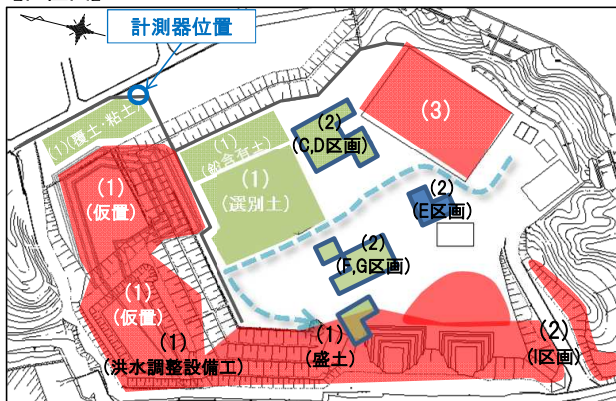 計測器位置
(1)(覆土・粘土)
(1)
(鉛含有土)
(2)
(C,D区画)
(3)
(1)
(仮置)
(1)
(選別土)
(2)
(E区画)
(2)
(F,G区画)
(1)
(仮置)
(1)
(洪水調整設備工)
(1)
(盛土)
(2)
(I区画)